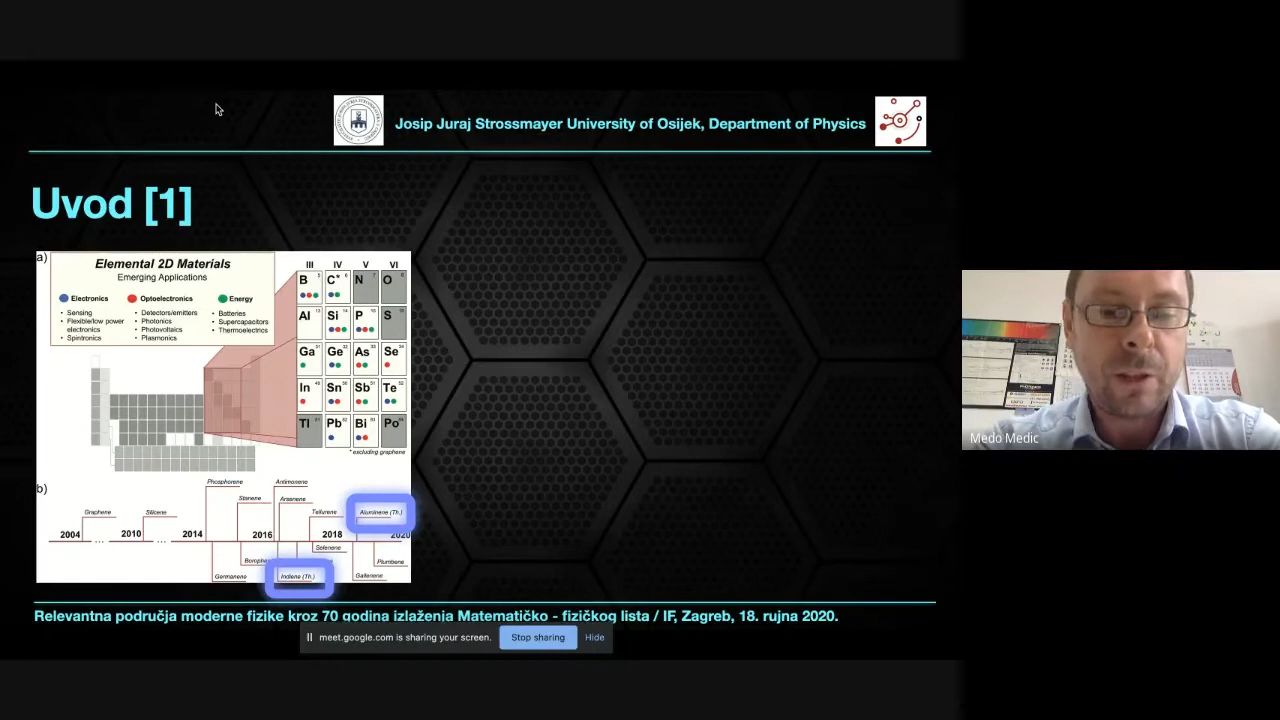 Josip Juraj Strossmayer University of Osijek, Department of Physics
Uvod [1]
a)
Elemental 2D Materials
Emerging Applications
Electronics
• Sensing
• Flexible/low power
electronics
• Spintronics
Optoelectronics
• Detectors/emitters
• Photonics
• Photovoltaics
• Plasmonics
Energy
• Batteries
• Supercapacitors
• Thermoelectrics
III IV V VI
B C* N O
Al Si P S
Ga Ge As Se
In Sn Sb Te
Tl Pb Bi Po
* excluding graphene
b)
Phosphorene Antimonene
Stanene Arsenene
Graphene Silicene Tellurene Aluminene (Th.)
2004 ... 2010 ... 2014 2016 2018 2020
Selenene
Plumbene
Germanene Indiene (Th.) Gallenene
Relevantna područja moderne fizike kroz 70 godina izlaženja Matematičko - fizičkog lista / IF, Zagreb, 18. rujna 2020.
meet.google.com is sharing your screen. Stop sharing Hide
Medo Medic